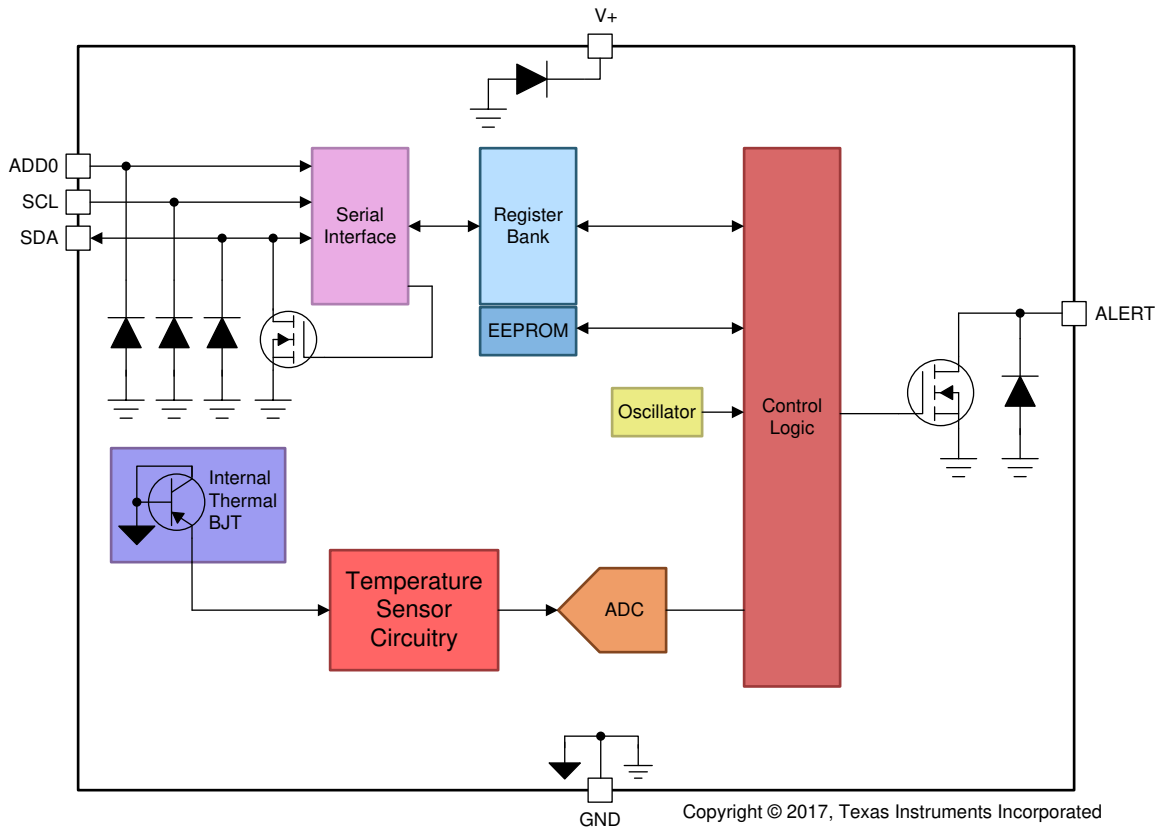 V+
ADD0
SCL
SDA
Serial
Interface
Register
Bank
EEPROM
ALERT
Oscillator
Control
Logic
Internal
Thermal
BJT
Temperature
Sensor
Circuitry
ADC
GND
Copyright © 2017, Texas Instruments Incorporated